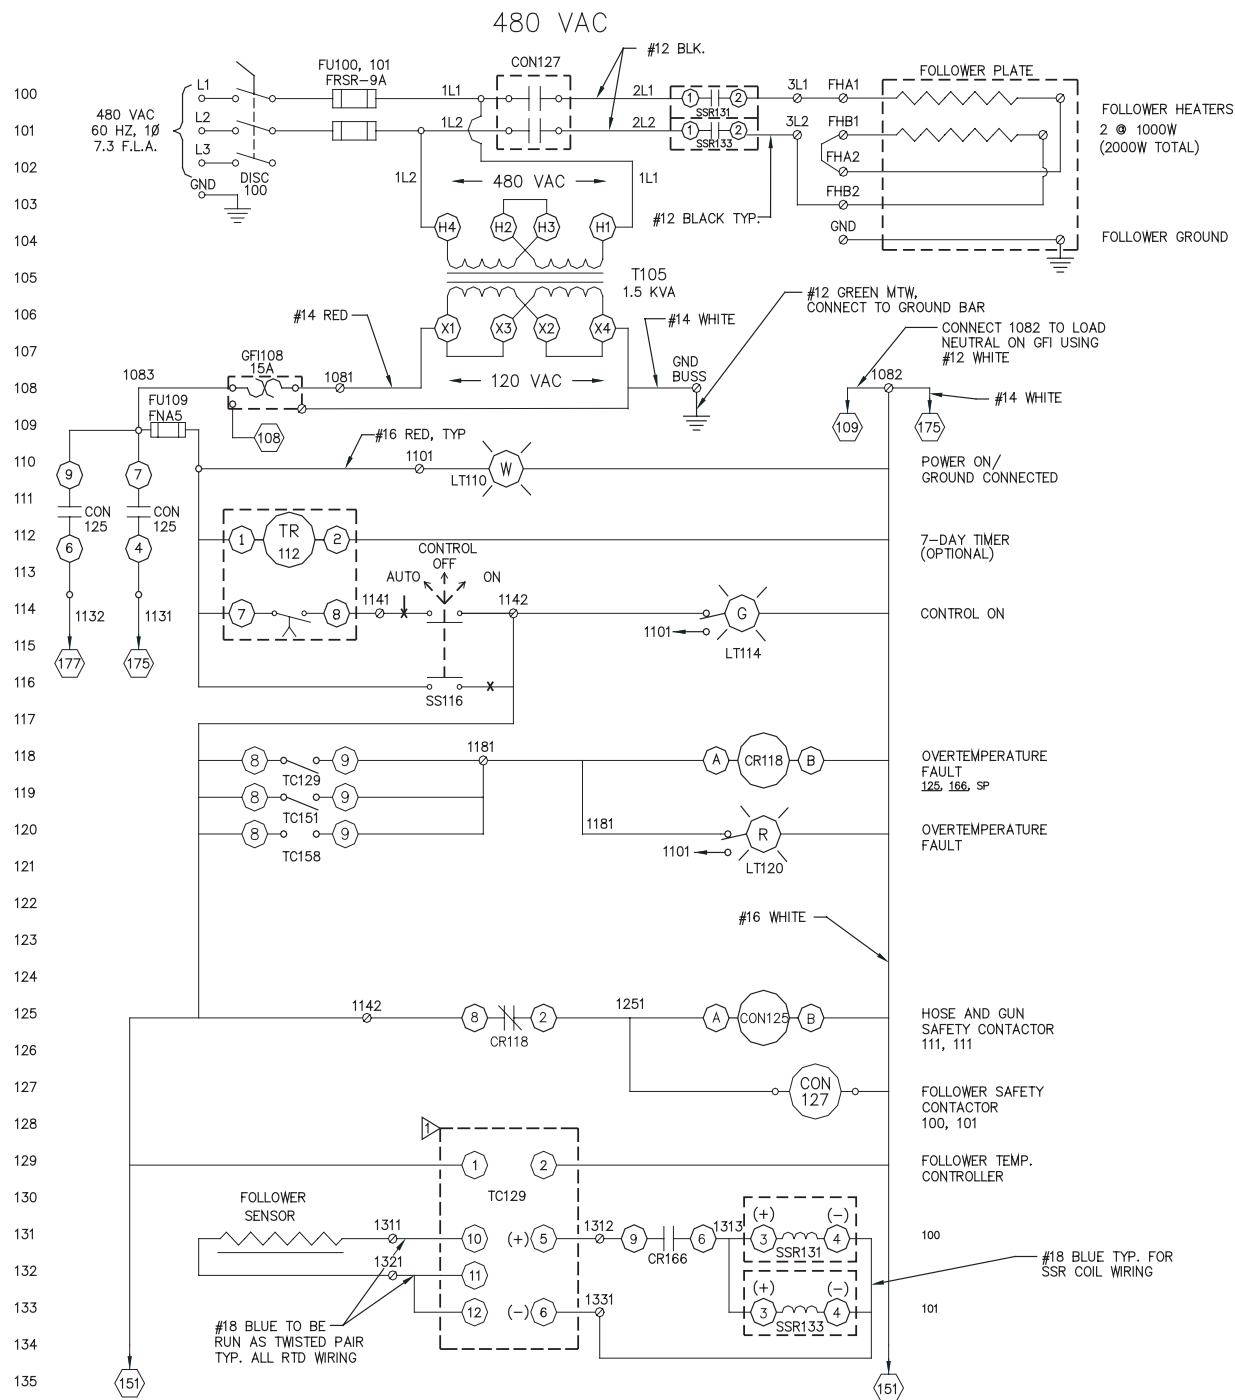 480 VAC
#12 BLK.
FU100, 101
FRSR-9A
CON127
FOLLOWER PLATE
100
L1
1L1
2L1
1
2
SSR131
3L1
FHA1
480 VAC
60 HZ, 1Ø
7.3 F.L.A.
FOLLOWER HEATERS
2 @ 1000W
(2000W TOTAL)
101
L2
1L2
2L2
1
2
SSR133
3L2
FHB1
102
L3
DISC
100
1L2
480 VAC
1L1
FHA2
103
GND
H4
H2
H3
H1
#12 BLACK TYP.
FHB2
104
GND
FOLLOWER GROUND
105
T105
1.5 KVA
106
#14 RED
X1
X3
X2
X4
#14 WHITE
#12 GREEN MTW,
CONNECT TO GROUND BAR
107
CONNECT 1082 TO LOAD
NEUTRAL ON GFI USING
#12 WHITE
108
1083
GFI108
15A
1081
120 VAC
GND
BUSS
1082
#14 WHITE
109
FU109
FNA5
108
109
175
110
9
7
#16 RED, TYP
1101
LT110
W
POWER ON/
GROUND CONNECTED
111
CON
125
CON
125
112
6
4
1
TR
112
2
7-DAY TIMER
(OPTIONAL)
113
CONTROL
OFF
AUTO
ON
114
1132
1131
7
8
1141
X
1142
G
1101
LT114
CONTROL ON
115
177
175
116
X
SS116
117
118
8
9
TC129
1181
A
CR118
B
OVERTEMPERATURE
FAULT
125, 166, SP
119
8
9
TC151
120
8
9
TC158
1181
R
1101
LT120
OVERTEMPERATURE
FAULT
121
122
#16 WHITE
123
124
125
1142
8
2
CR118
1251
A
CON125
B
HOSE AND GUN
SAFETY CONTACTOR
111, 111
126
127
CON
127
FOLLOWER SAFETY
CONTACTOR
100, 101
128
1
129
1
2
TC129
FOLLOWER TEMP.
CONTROLLER
130
FOLLOWER
SENSOR
131
1311
10
(+)
5
1312
9
6
CR166
1313
(+)
(-)
3
4
SSR131
100
132
1321
11
#18 BLUE TYP. FOR
SSR COIL WIRING
133
12
(-)
6
1331
(+)
(-)
3
4
SSR133
101
134
#18 BLUE TO BE
RUN AS TWISTED PAIR
TYP. ALL RTD WIRING
135
151
151